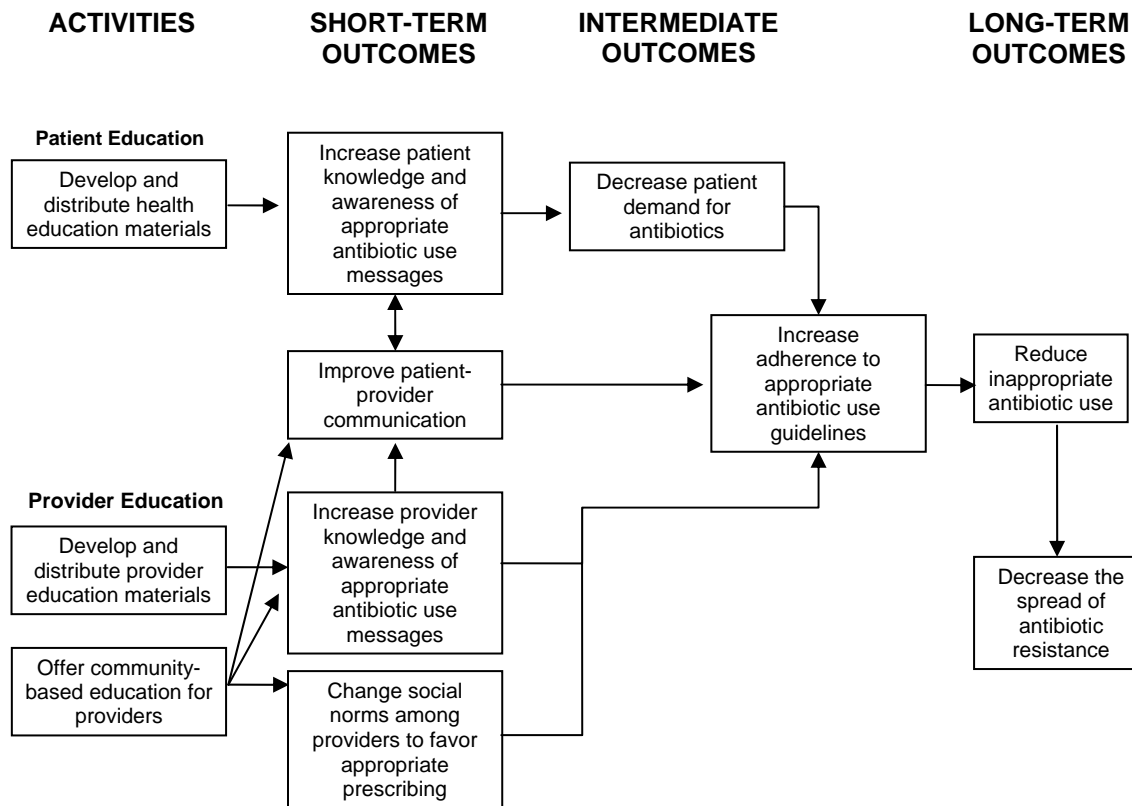 ACTIVITIES
SHORT-TERM
OUTCOMES
INTERMEDIATE
OUTCOMES
LONG-TERM
OUTCOMES
Patient Education
Develop and
distribute health
education materials
Increase patient
knowledge and
awareness of
appropriate
antibiotic use
messages
Decrease patient
demand for
antibiotics
Improve patient-
provider
communication
Increase
adherence to
appropriate
antibiotic use
guidelines
Reduce
inappropriate
antibiotic use
Provider Education
Develop and
distribute provider
education materials
Increase provider
knowledge and
awareness of
appropriate
antibiotic use
messages
Decrease the
spread of
antibiotic
resistance
Offer community-
based education for
providers
Change social
norms among
providers to favor
appropriate
prescribing